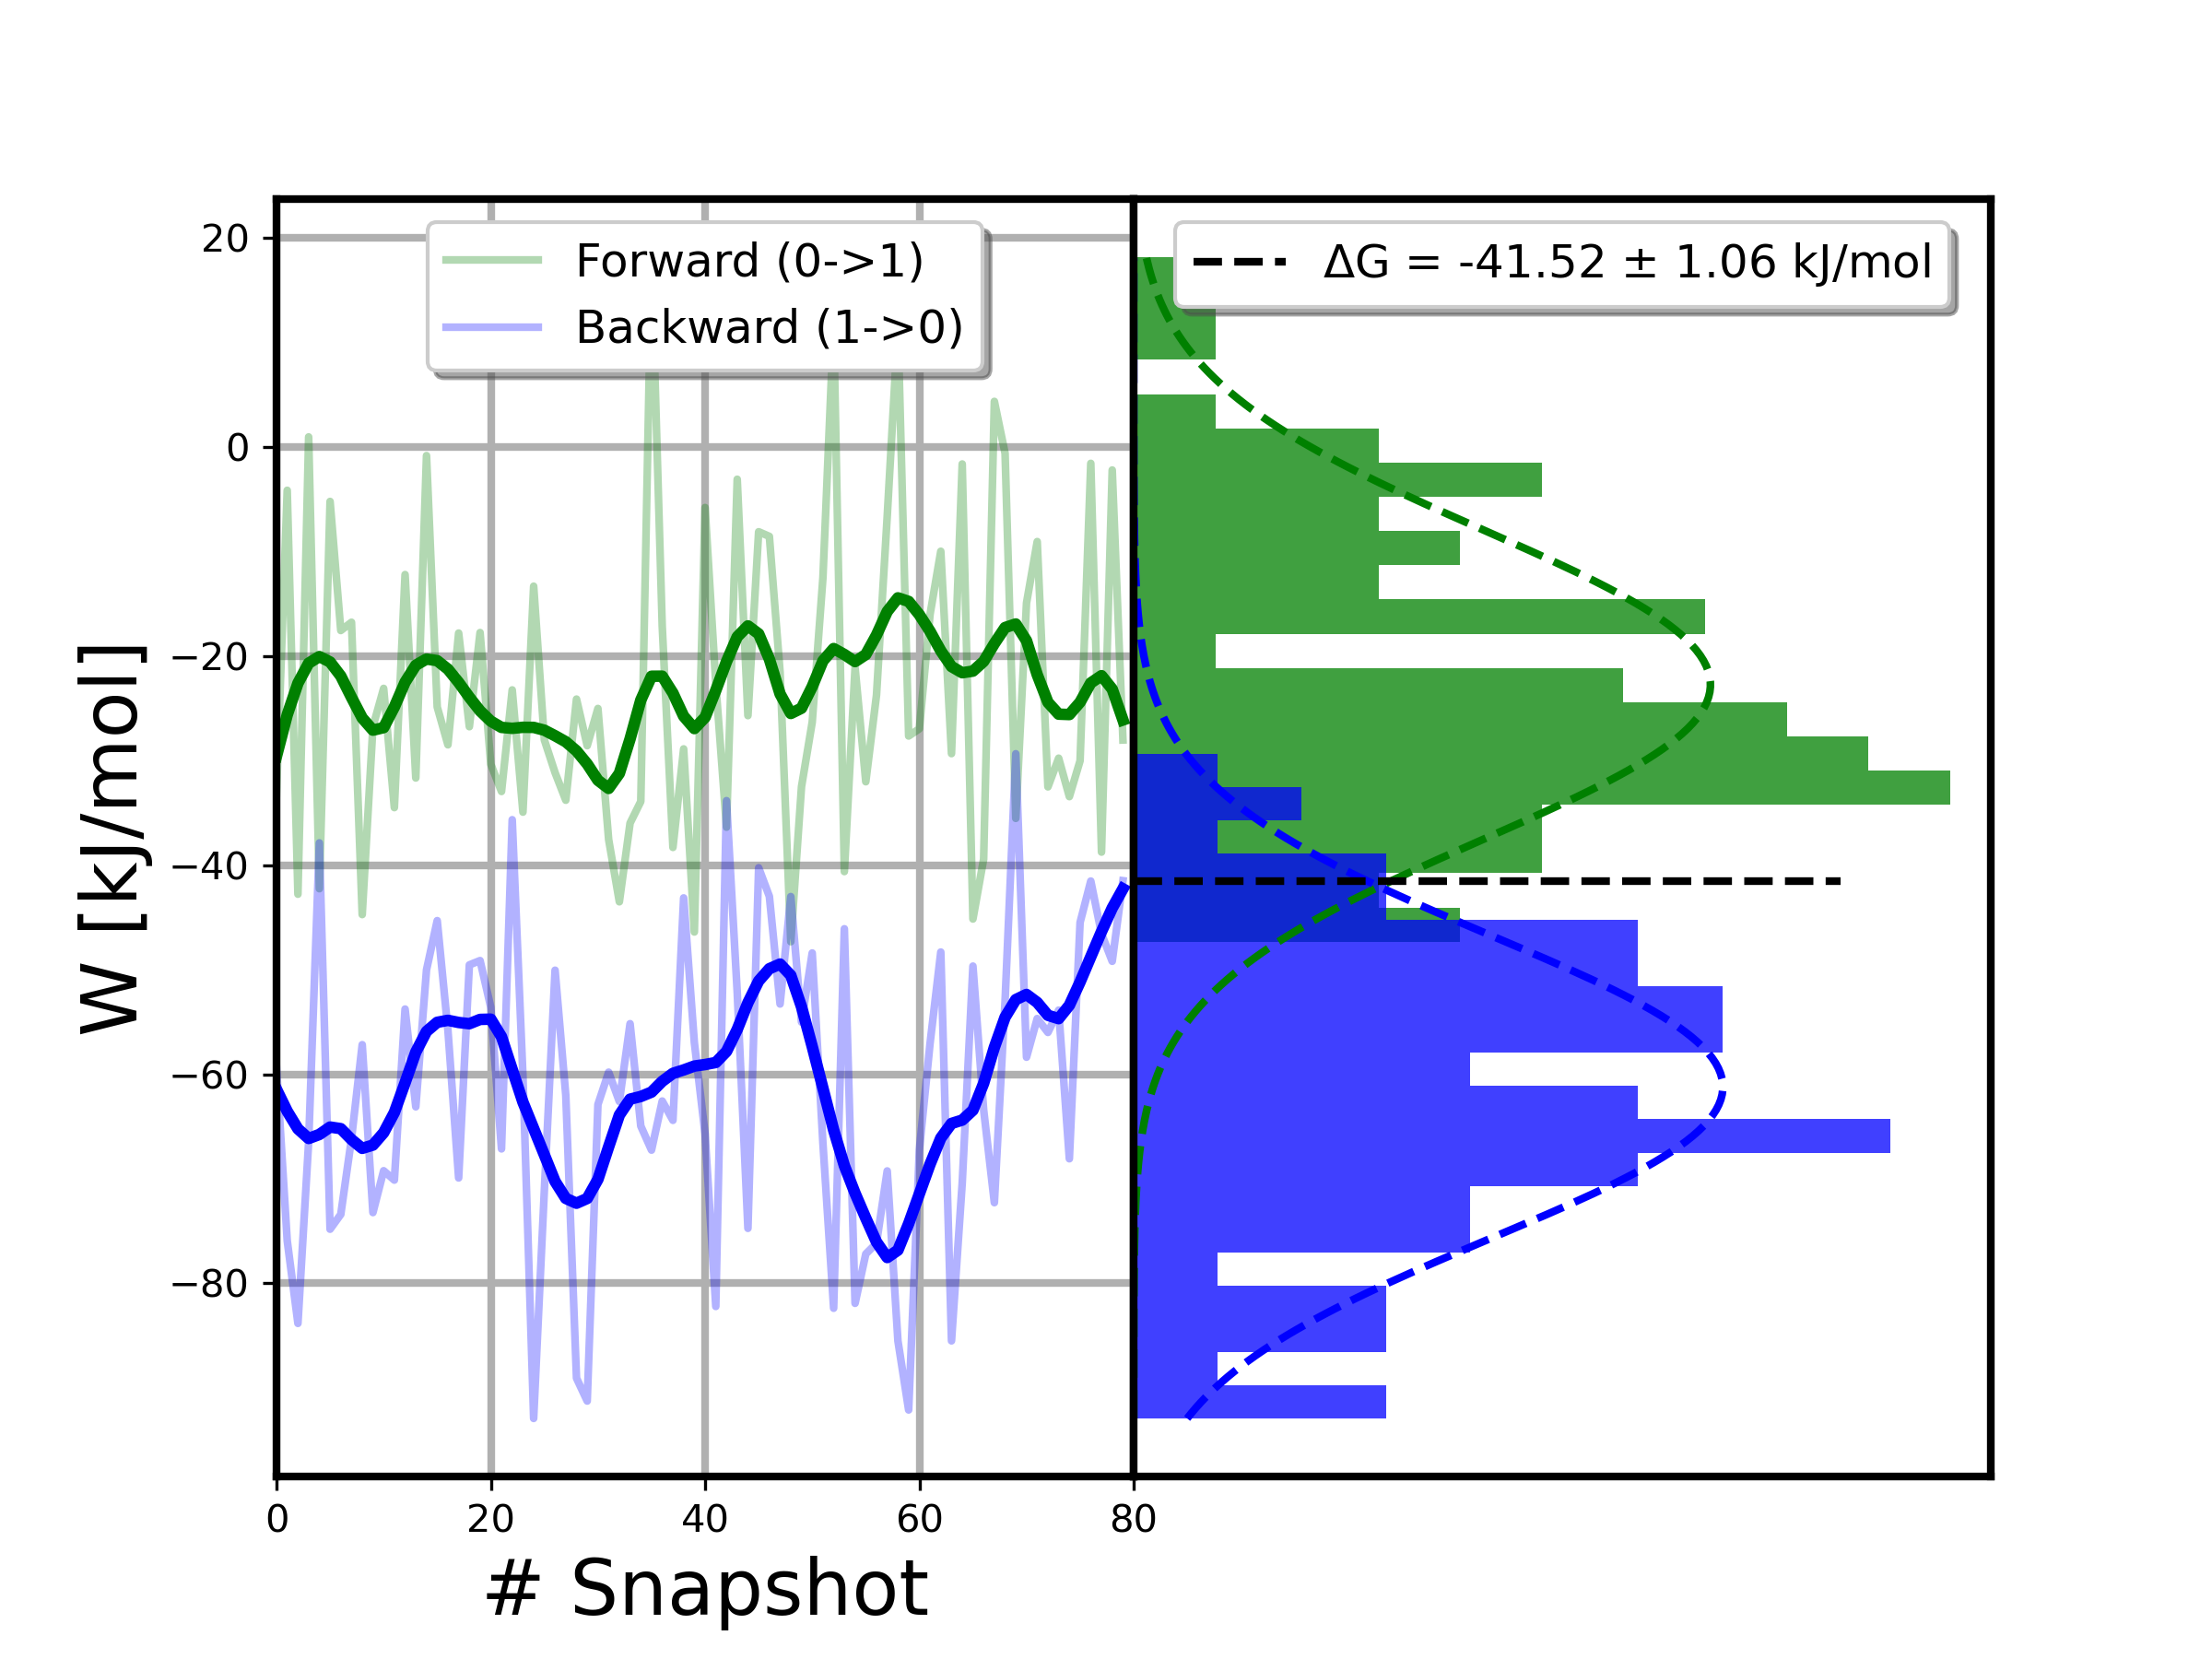 Forward (0->1)
Backward (1->0)
ΔG = -41.52 ± 1.06 kJ/mol
20
0
−20
−40
−60
−80
W [kJ/mol]
0 20 40 60 80
# Snapshot